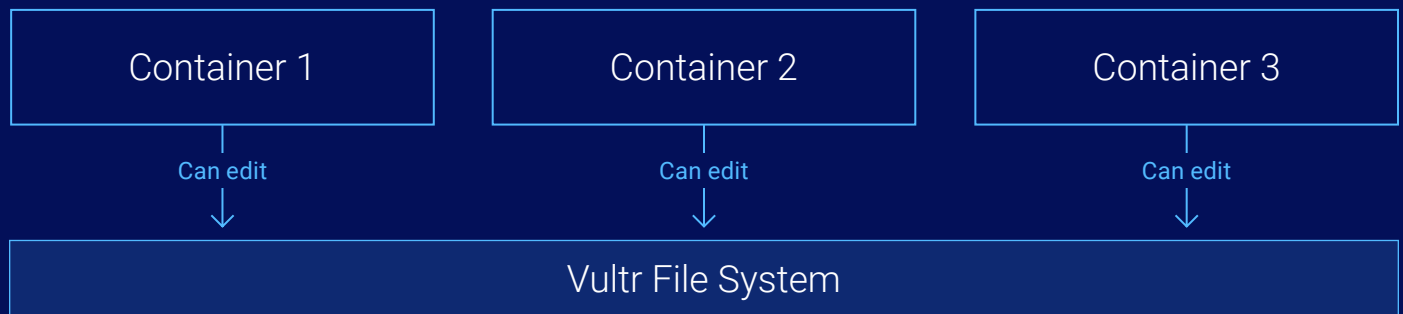 Container 1
Container 2
Container 3
Can edit
Can edit
Can edit
Vultr File System